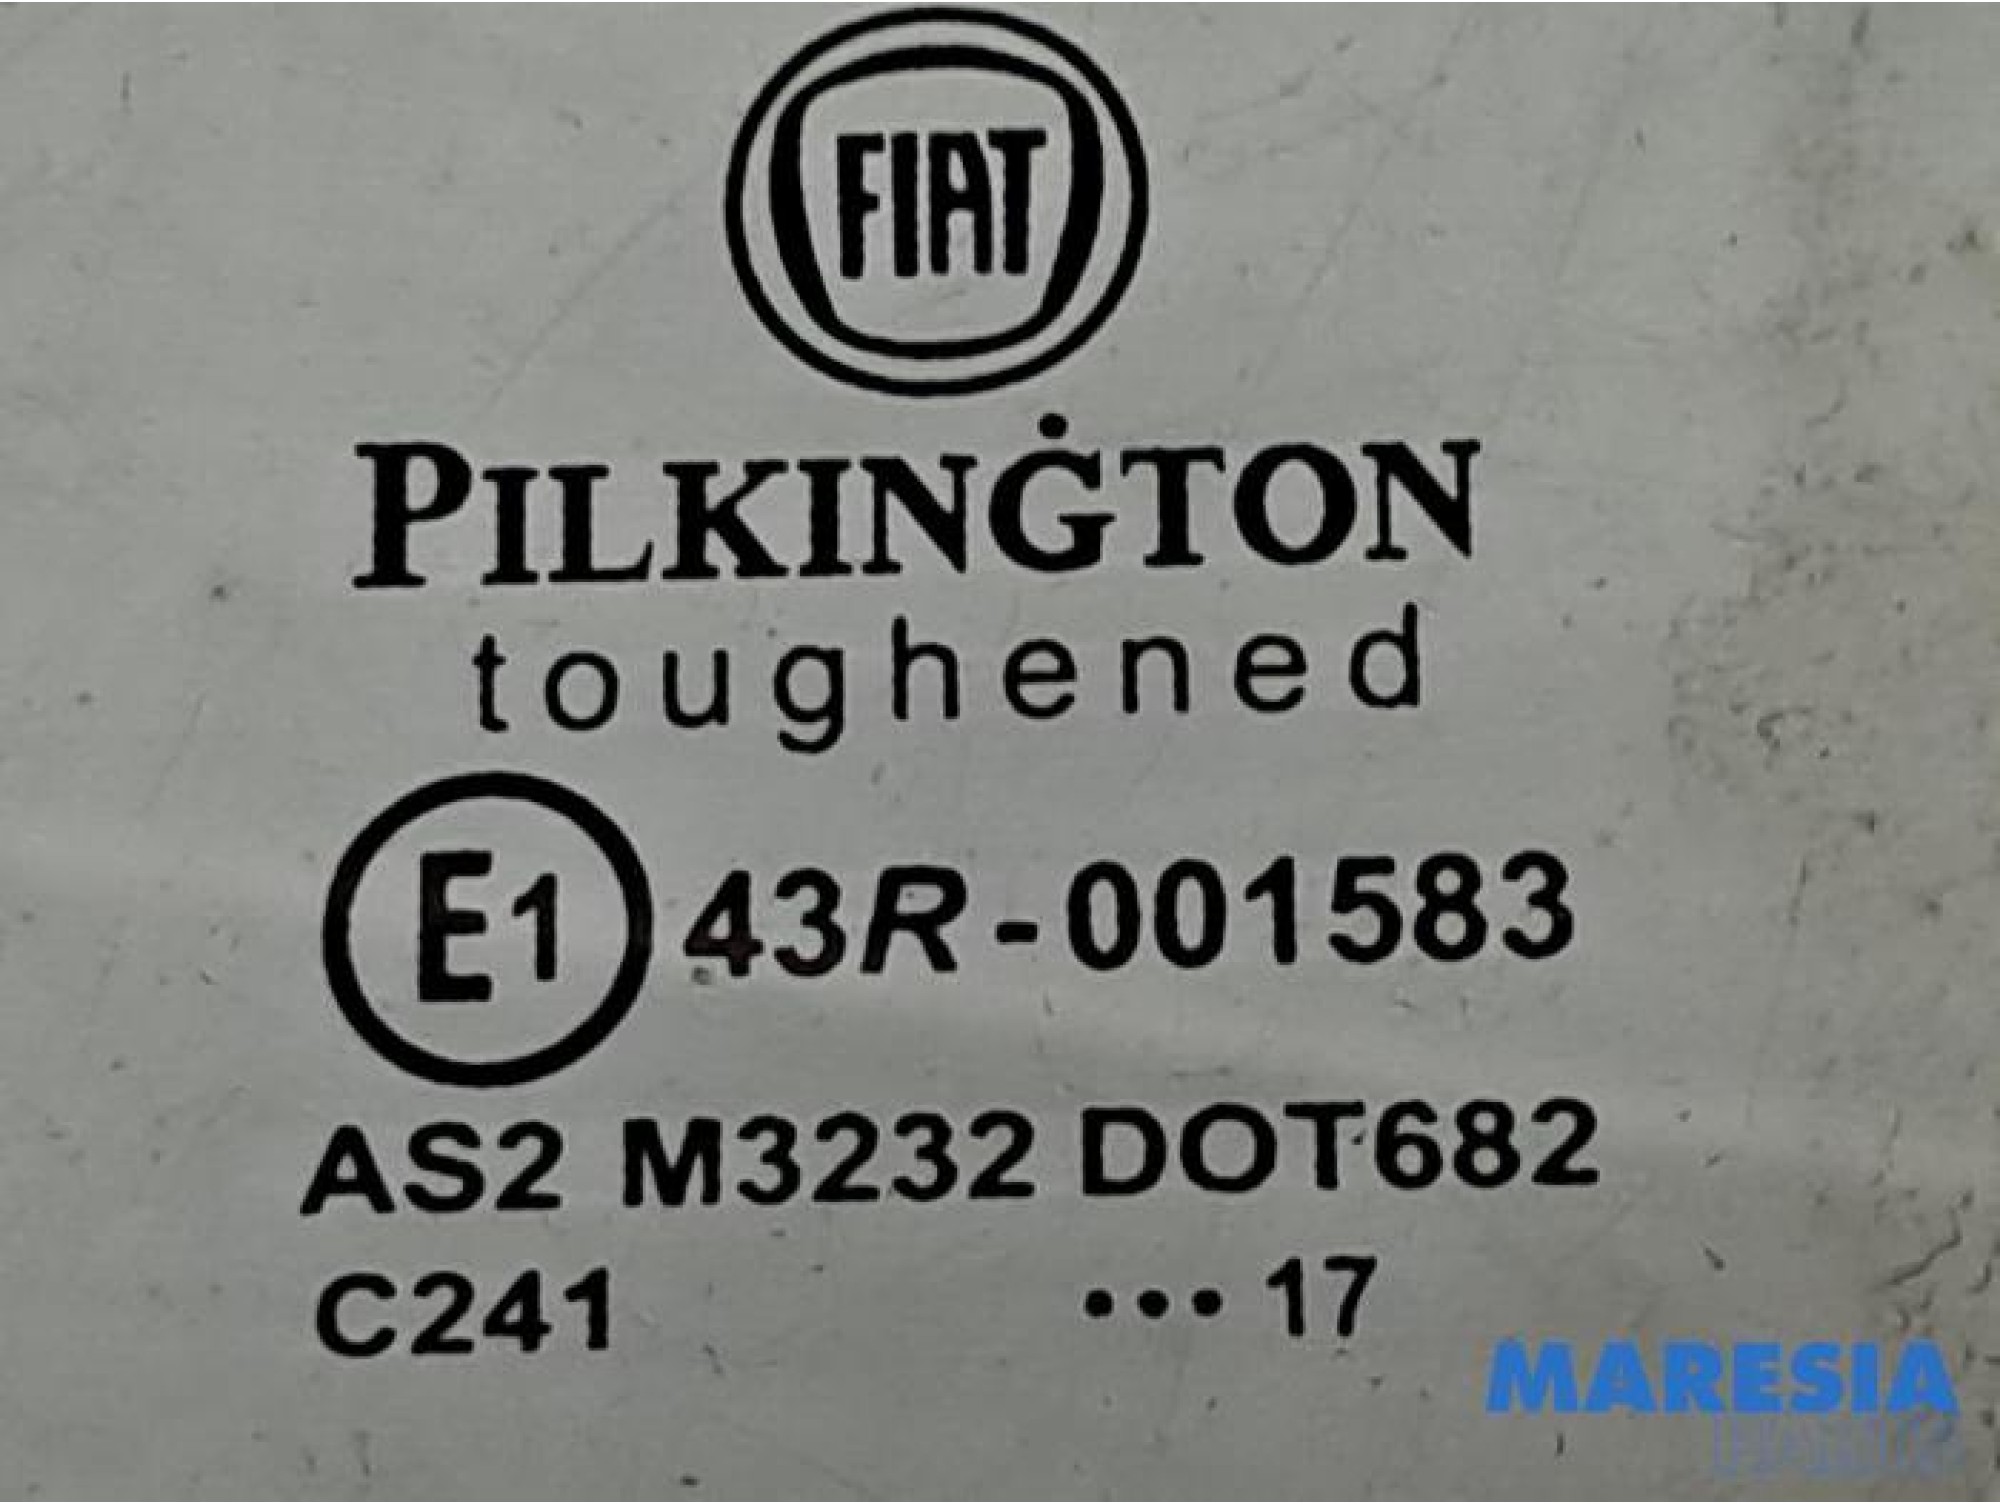 FIAT
PILKINGTON
toughened
E1 43R-001583
AS2 M3232 DOT682
C241 ••• 17
MARESIA